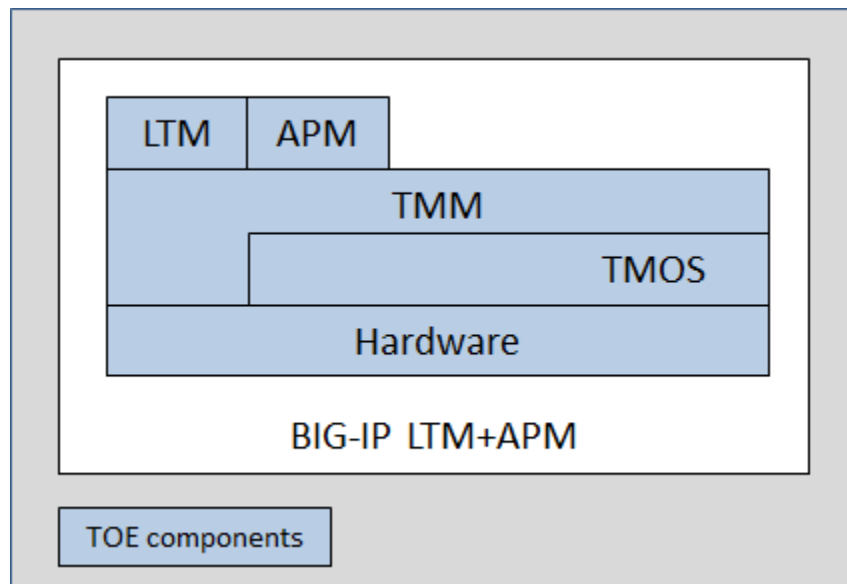 LTM
APM
TMM
TMOS
Hardware
BIG-IP LTM+APM
TOE components